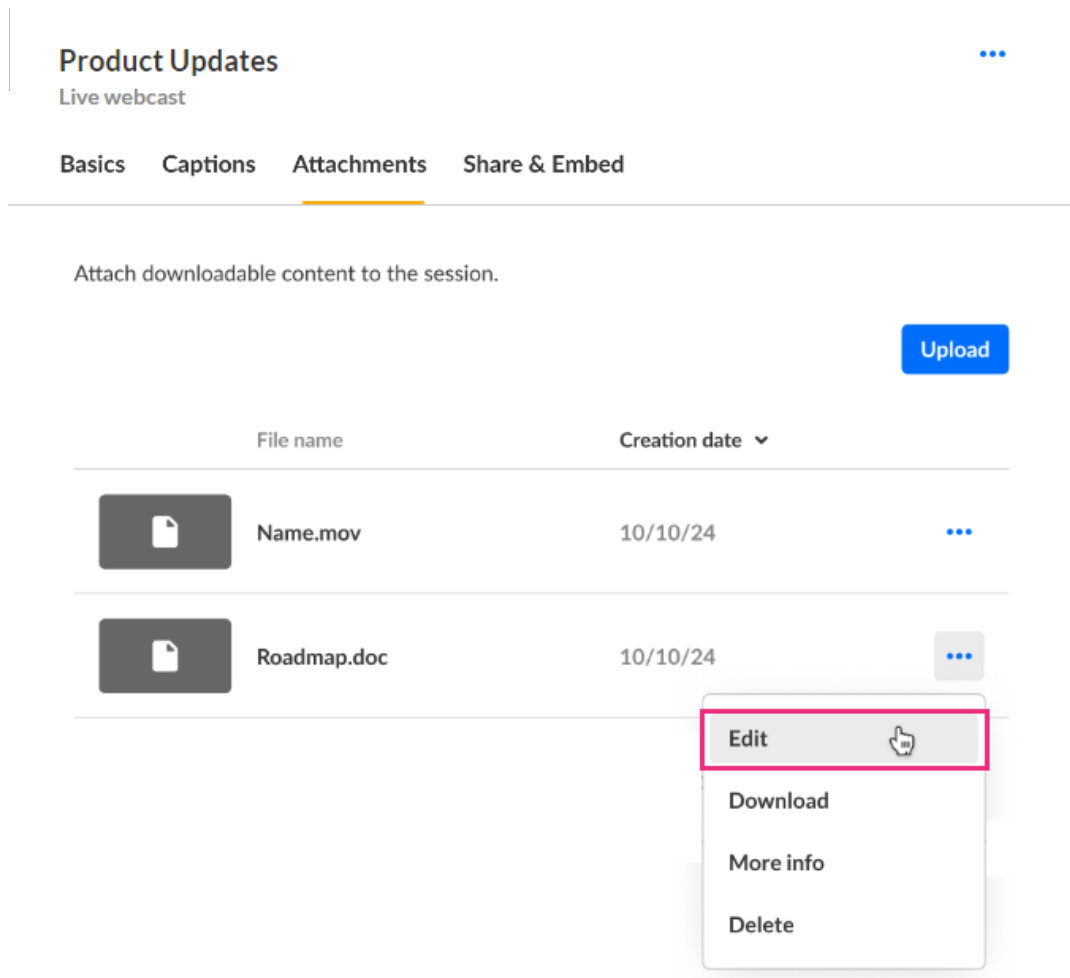 Product Updates
Live webcast
Basics Captions Attachments Share & Embed
Attach downloadable content to the session.
Upload
File name Creation date
Name.mov 10/10/24
Roadmap.doc 10/10/24
Edit
Download
More info
Delete